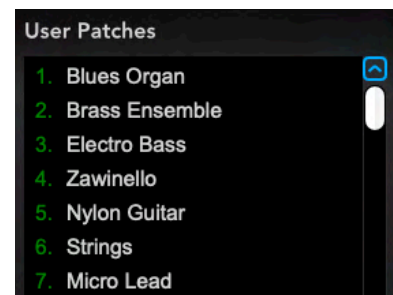 User Patches
1. Blues Organ
2. Brass Ensemble
3. Electro Bass
4. Zawinello
5. Nylon Guitar
6. Strings
7. Micro Lead